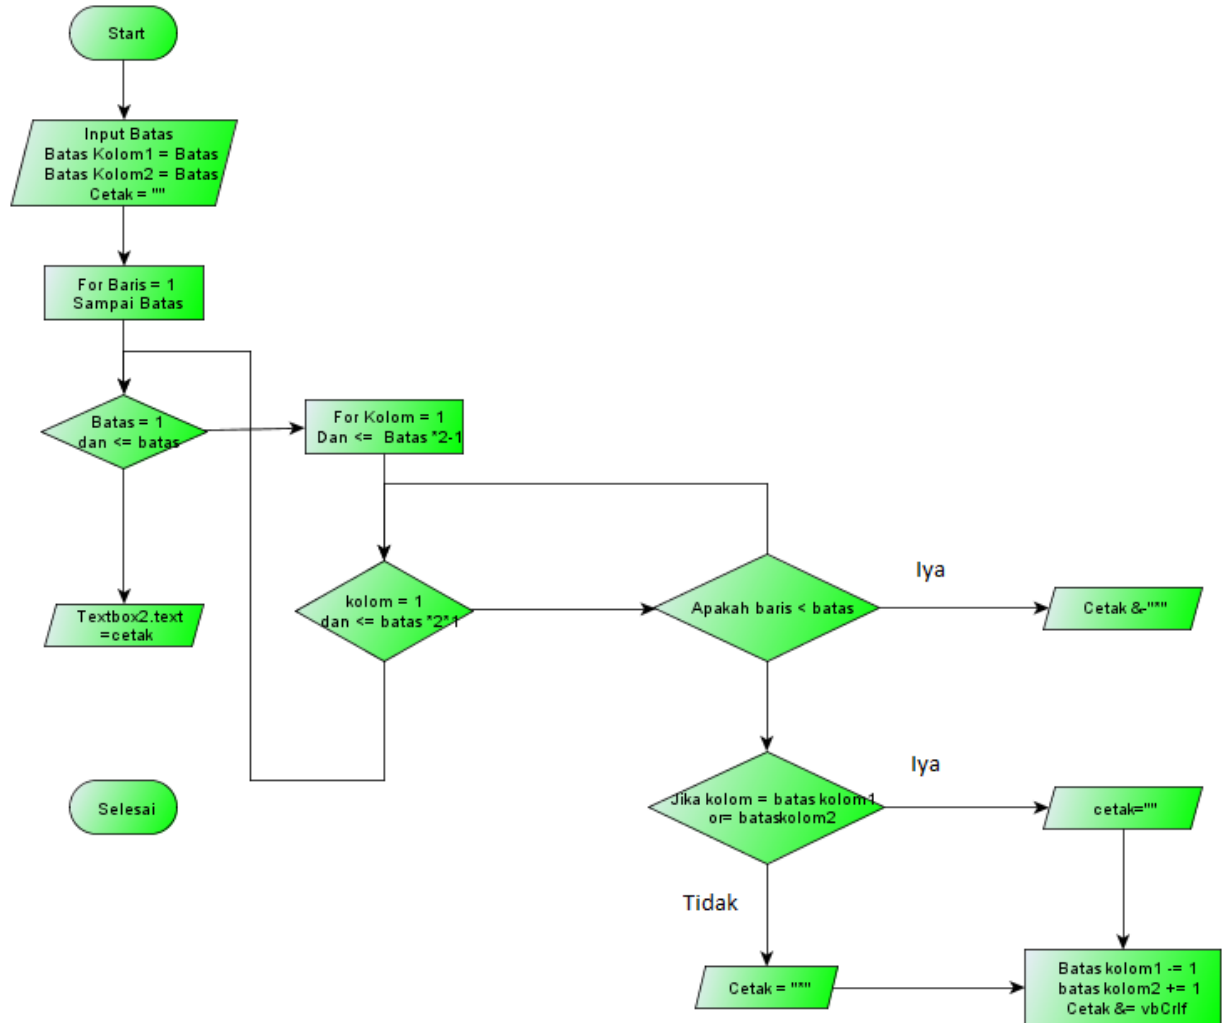 Start
Input Batas
Batas Kolom1 = Batas
Batas Kolom2 = Batas
Cetak = ""
For Baris = 1
Sampai Batas
Batas = 1
dan <= batas
For Kolom = 1
Dan <= Batas *2-1
kolom = 1
dan <= batas *2*1
Apakah baris < batas
Iya
Cetak &-"*"
Textbox2.text
=cetak
Jika kolom = batas kolom1
or= bataskolom2
Iya
cetak=""
Selesai
Tidak
Cetak = "*"
Batas kolom1 -= 1
batas kolom2 += 1
Cetak &= vbCrlf